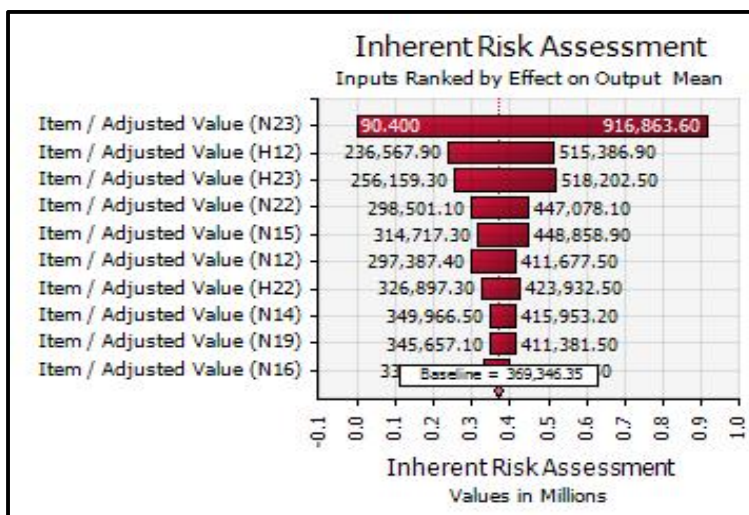 Inherent Risk Assessment
Inputs Ranked by Effect on Output Mean
Item / Adjusted Value (N23) 90.400 916,863.60
Item / Adjusted Value (H12) 236,567.90 515,386.90
Item / Adjusted Value (H23) 256,159.30 518,202.50
Item / Adjusted Value (N22) 298,501.10 447,078.10
Item / Adjusted Value (N15) 314,717.30 448,858.90
Item / Adjusted Value (N12) 297,387.40 411,677.50
Item / Adjusted Value (H22) 326,897.30 423,932.50
Item / Adjusted Value (N14) 349,966.50 415,953.20
Item / Adjusted Value (N19) 345,657.10 411,381.50
Item / Adjusted Value (N16)
Baseline = 369,346.35
-0.1 0.0 0.1 0.2 0.3 0.4 0.5 0.6 0.7 0.8 0.9 1.0
Inherent Risk Assessment
Values in Millions